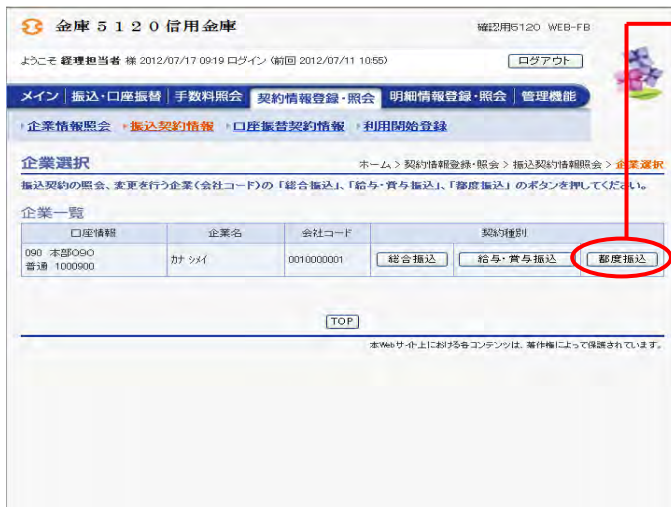 金庫5120信用金庫
確認用5120 WEB-FB
ようこそ 経理担当者 様 2012/07/17 09:19 ログイン (前回 2012/07/11 10:55)
ログアウト
メイン 振込・口座振替 手数料照会 契約情報登録・照会 明細情報登録・照会 管理機能
企業情報照会 振込契約情報 口座振替契約情報 利用開始登録
企業選択
ホーム > 契約情報登録・照会 > 振込契約情報照会 > 企業選択
振込契約の照会、変更を行う企業(会社コード)の「総合振込」、「給与・賞与振込」、「都度振込」のボタンを押してください。
企業一覧
口座情報 企業名 会社コード 契約種別
090 本部090 カナ シメイ 0010000001 総合振込 給与・賞与振込 都度振込
普通 1000900
TOP
本Webサイト上における各コンテンツは、著作権によって保護されています。